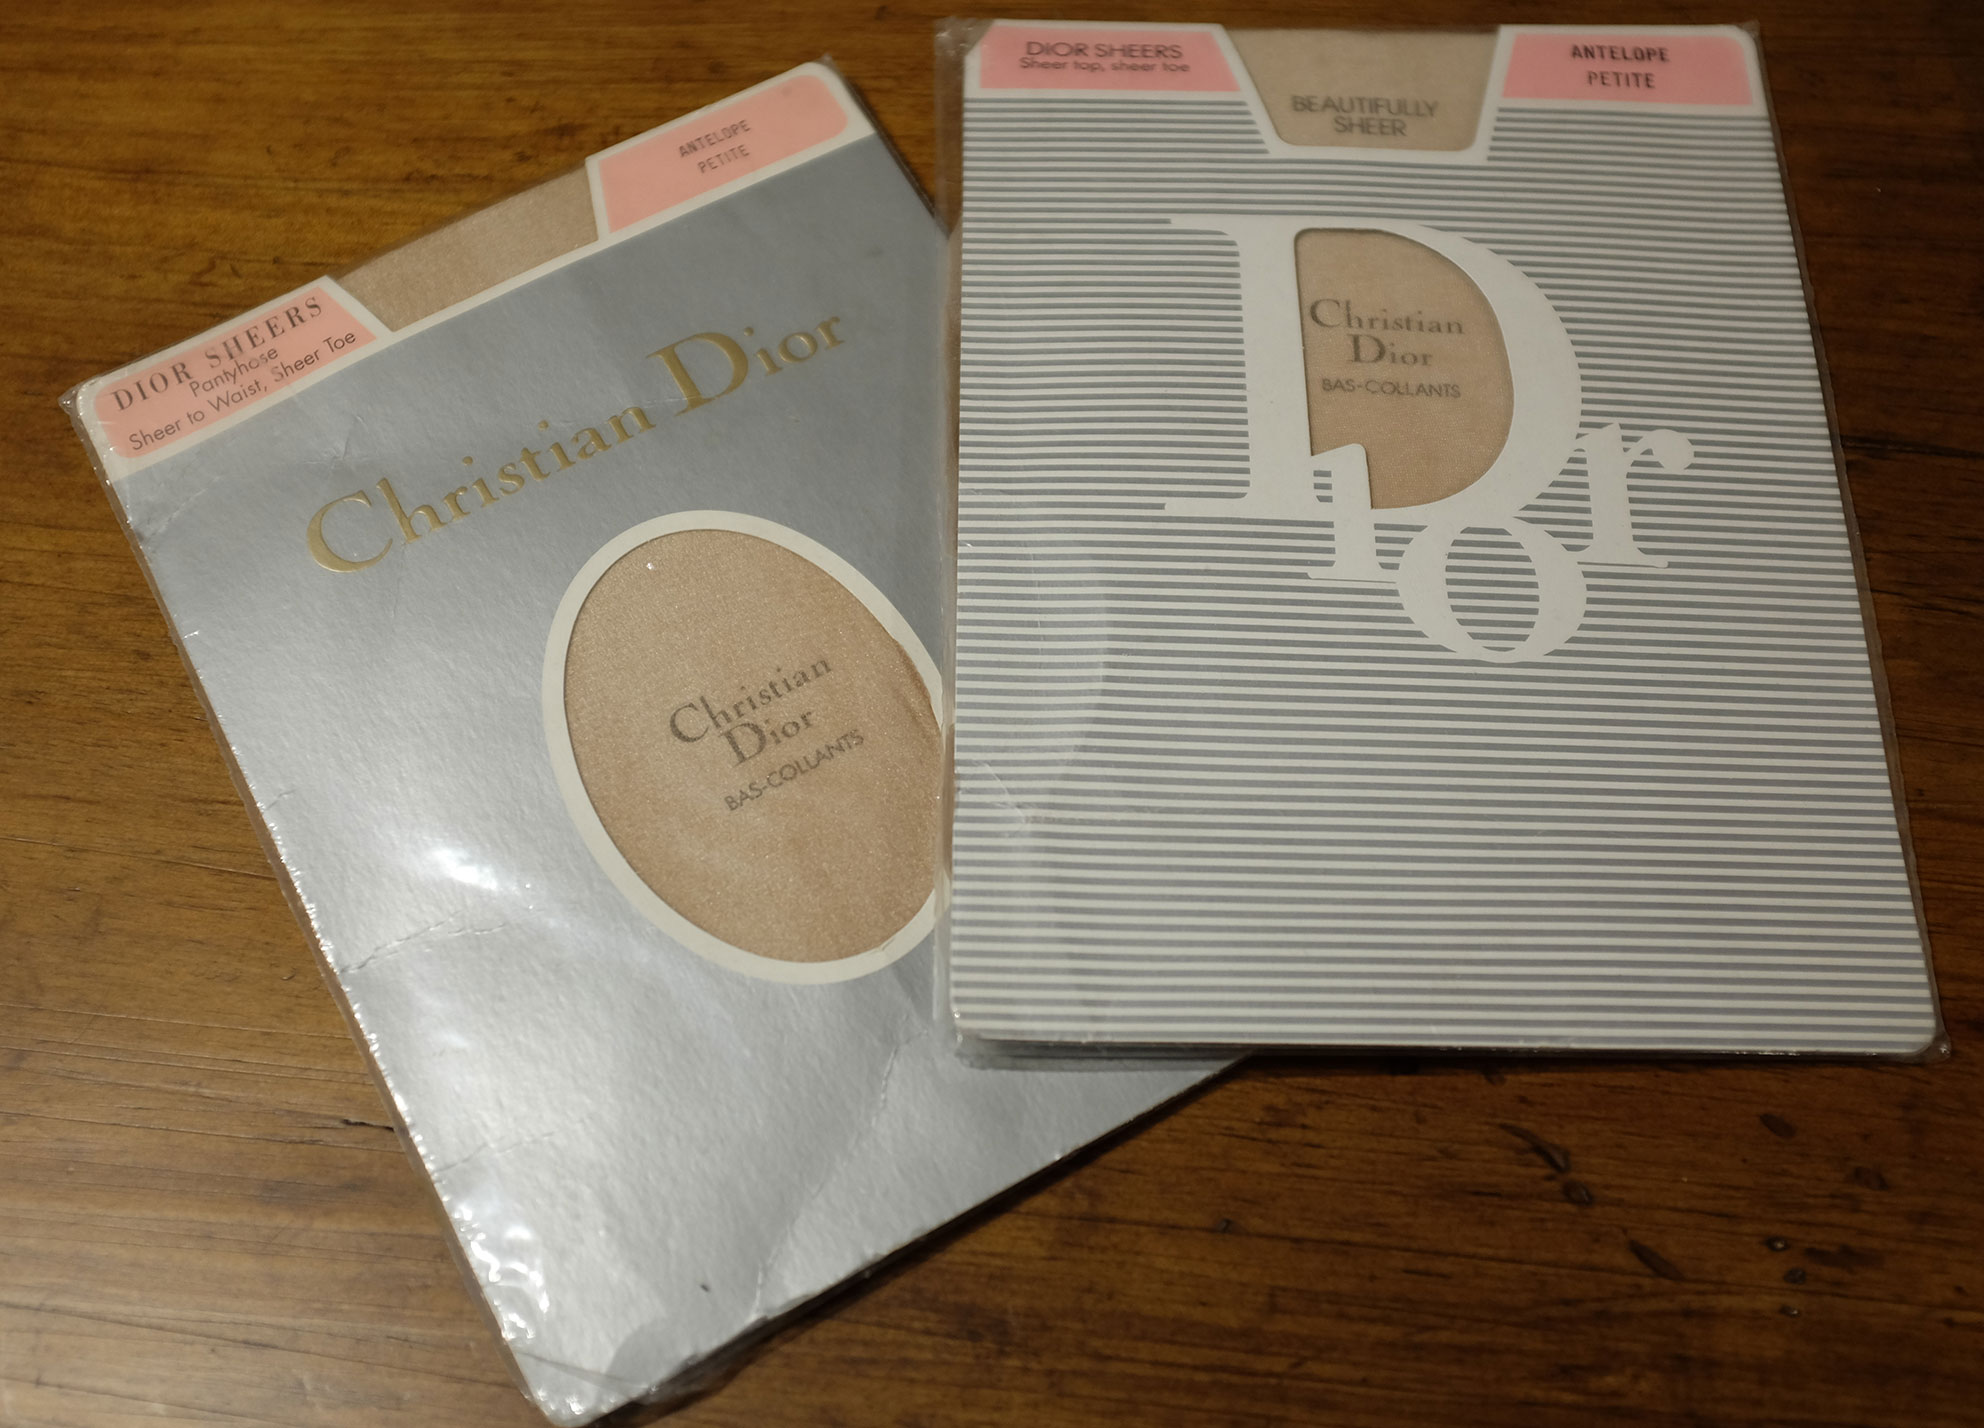 DIOR SHEERS
Pantyhose
Sheer to Waist, Sheer Toe
ANTELOPE
PETITE
Christian Dior
Christian
Dior
BAS-COLLANTS
DIOR SHEERS
Sheer top, sheer toe
BEAUTIFULLY
SHEER
ANTELOPE
PETITE
Dior
Christian
Dior
BAS-COLLANTS